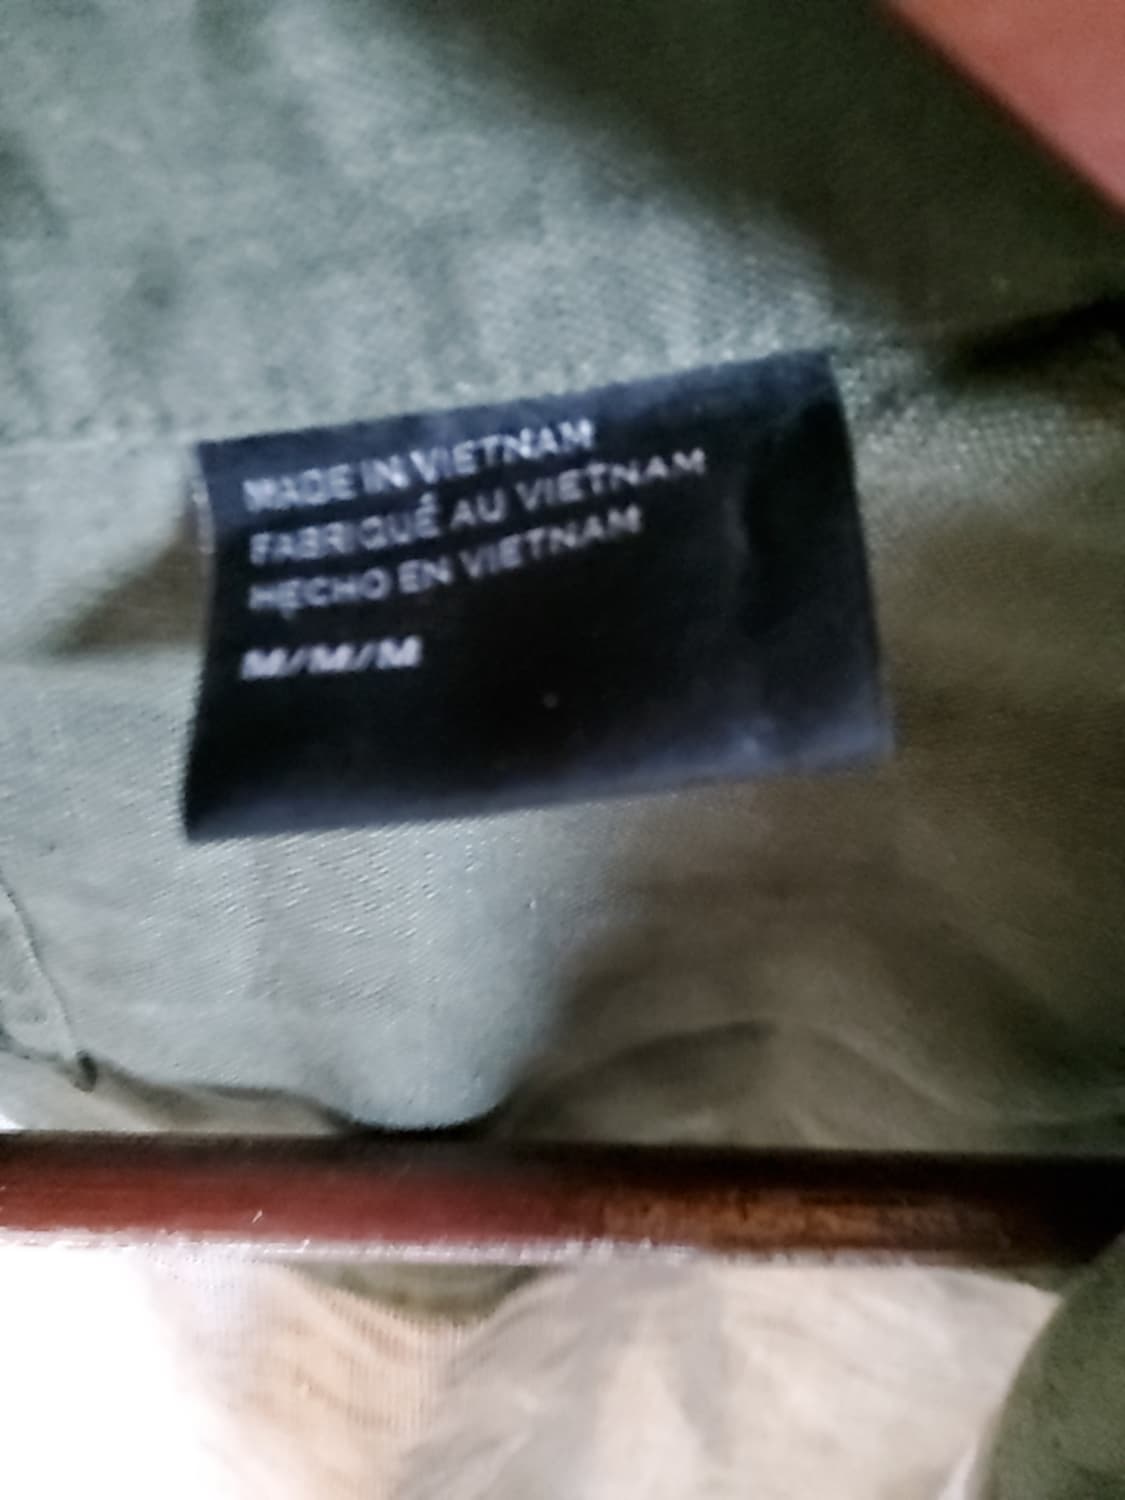 MADE IN VIETNAM
FABRIQUÉ AU VIETNAM
HECHO EN VIETNAM
M/M/M